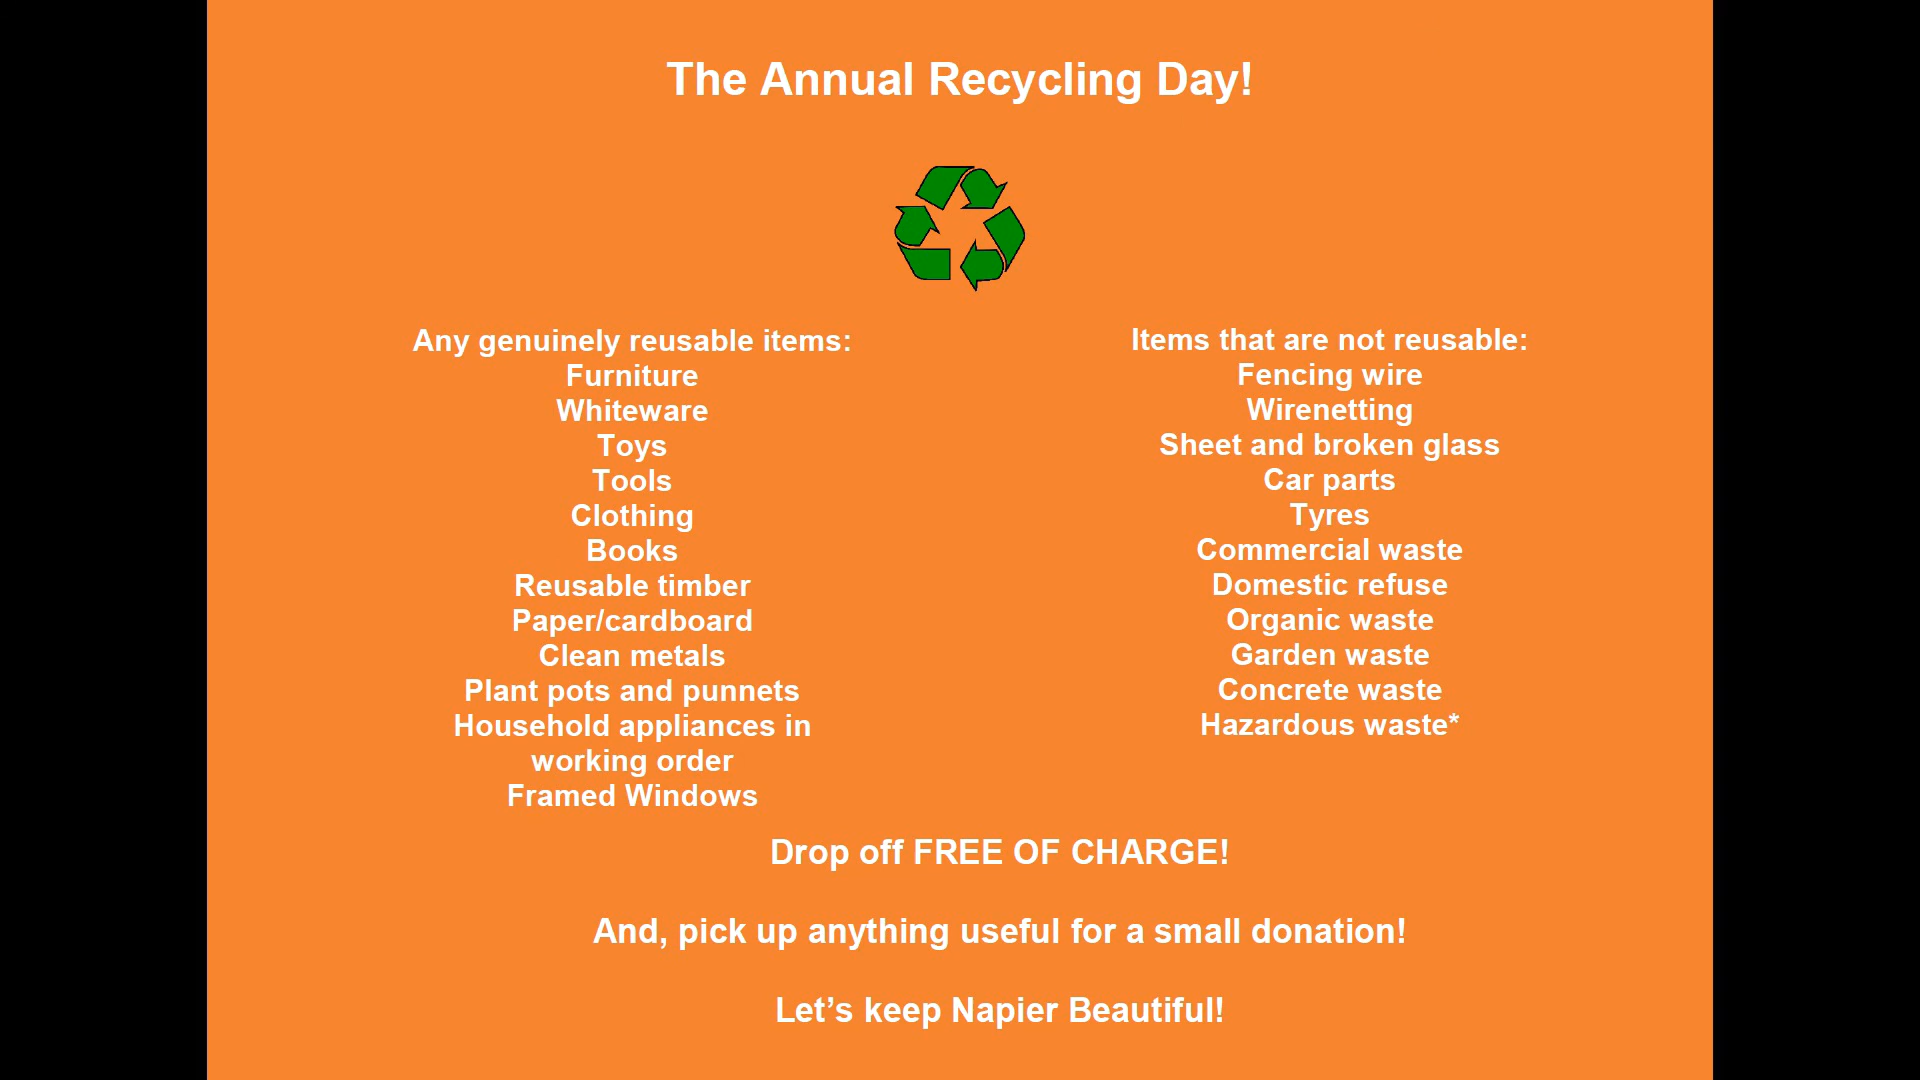 The Annual Recycling Day!
Any genuinely reusable items:
Furniture
Whiteware
Toys
Tools
Clothing
Books
Reusable timber
Paper/cardboard
Clean metals
Plant pots and punnets
Household appliances in
working order
Framed Windows
Items that are not reusable:
Fencing wire
Wirenetting
Sheet and broken glass
Car parts
Tyres
Commercial waste
Domestic refuse
Organic waste
Garden waste
Concrete waste
Hazardous waste*
Drop off FREE OF CHARGE!
And, pick up anything useful for a small donation!
Let’s keep Napier Beautiful!